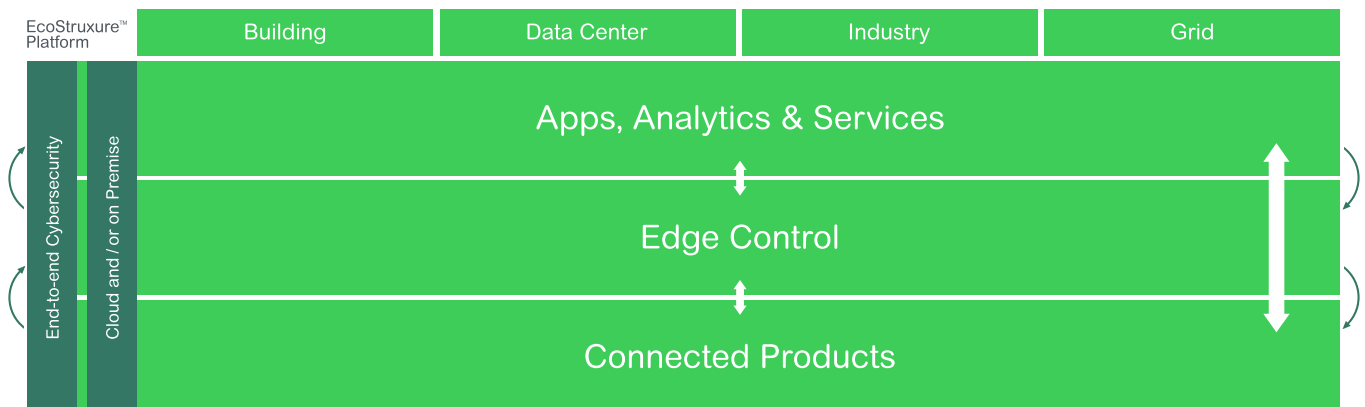 EcoStruxure™
Platform
Building
Data Center
Industry
Grid
End-to-end Cybersecurity
Cloud and / or on Premise
Apps, Analytics & Services
Edge Control
Connected Products